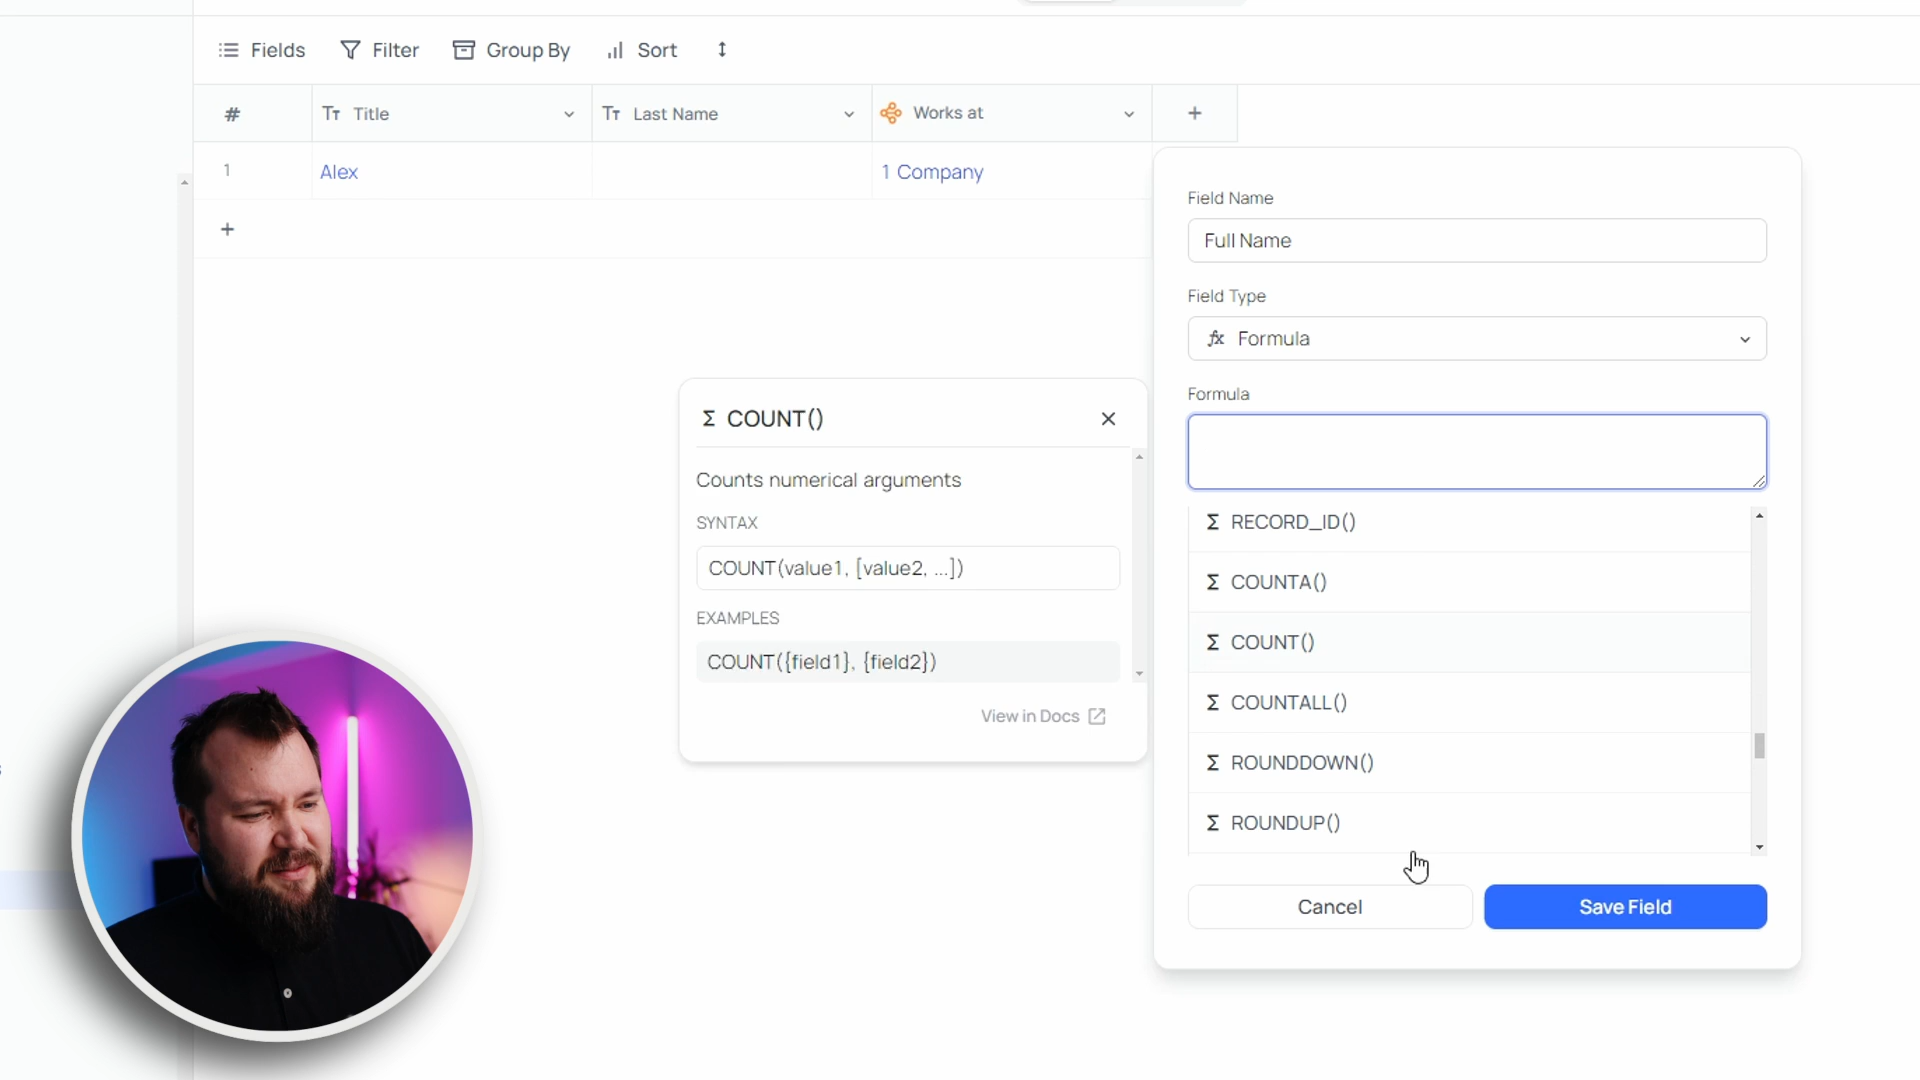 Fields Filter Group By Sort
# Title Last Name Works at +
1 Alex 1 Company
+
Field Name
Full Name
Field Type
fx Formula
Formula
Σ COUNT()
Counts numerical arguments
SYNTAX
COUNT(value1, [value2, ...])
EXAMPLES
COUNT({field1}, {field2})
View in Docs
Σ RECORD_ID()
Σ COUNTA()
Σ COUNT()
Σ COUNTALL()
Σ ROUNDDOWN()
Σ ROUNDUP()
Cancel Save Field